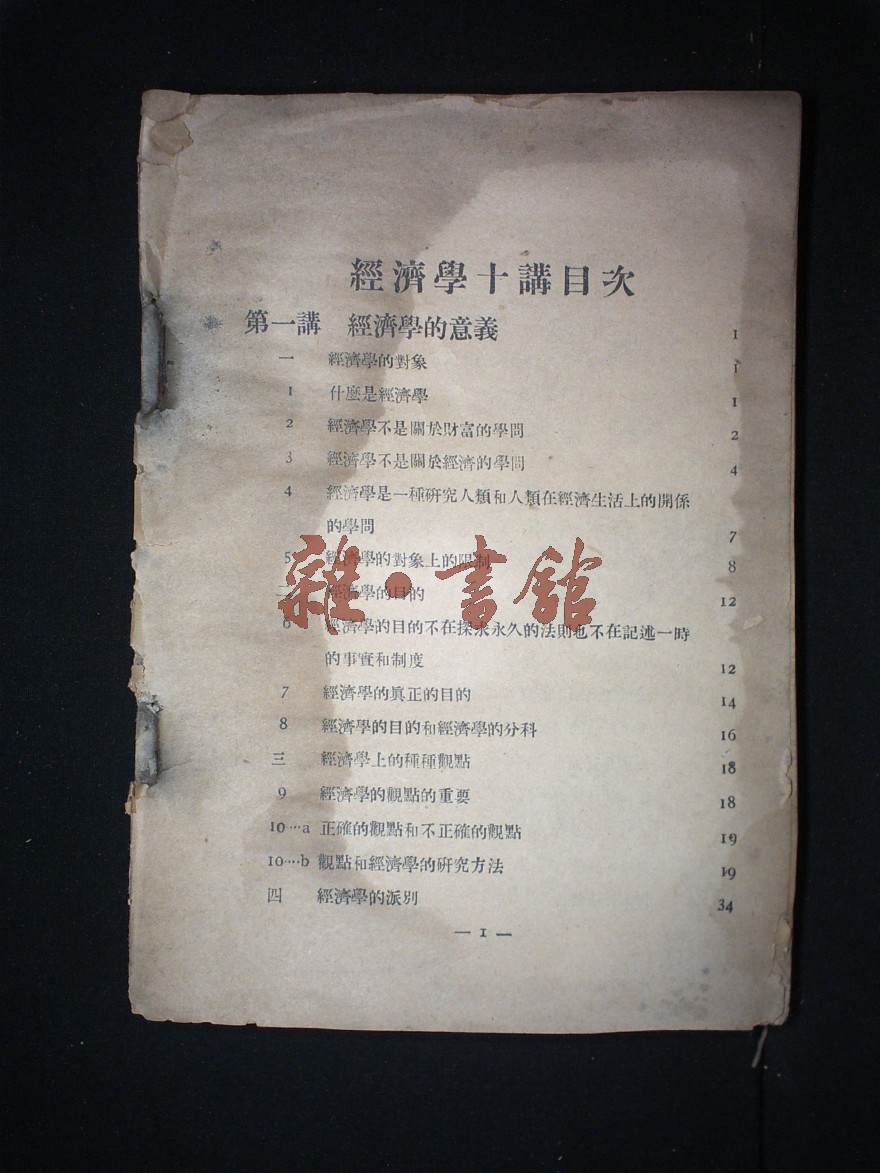 經濟學十講目次
第一講 經濟學的意義 1
一 經濟學的對象 1
1 什麼是經濟學 1
2 經濟學不是關於財富的學問 2
3 經濟學不是關於經濟的學問 4
4 經濟學是一種硏究人類和人類在經濟生活上的關係
的學問 7
5 經濟學的對象上的限制 8
二 經濟學的目的 12
6 經濟學的目的不在探求永久的法則也不在記述一時
的事實和制度 12
7 經濟學的眞正的目的 14
8 經濟學的目的和經濟學的分科 16
三 經濟學上的種種觀點 18
9 經濟學的觀點的重要 18
10…a 正確的觀點和不正確的觀點 19
10…b 觀點和經濟學的硏究方法 19
四 經濟學的派別 34
— 1 —
雜·書舘